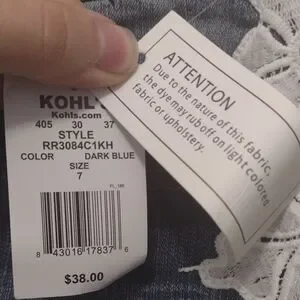 KOHL'S
Kohls.com
405 30 37
STYLE
RR3084C1KH
COLOR DARK BLUE
SIZE
7
8 43016 17837 6
$38.00
ATTENTION
Due to the nature of this fabric,
the dye may rub off on light colored
fabric or upholstery.